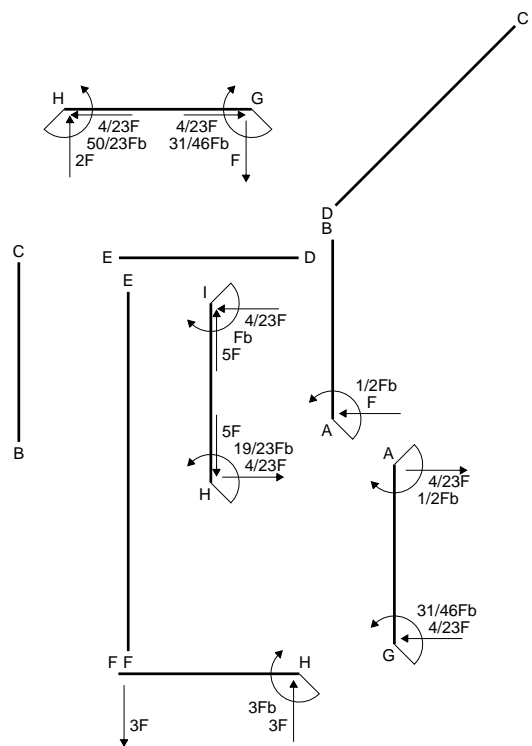 C
H
G
4/23F
4/23F
50/23Fb
31/46Fb
2F
F
D
B
C
E
D
E
I
4/23F
Fb
5F
1/2Fb
F
A
5F
19/23Fb
4/23F
H
B
A
4/23F
1/2Fb
31/46Fb
4/23F
G
F F
H
3Fb
3F
3F